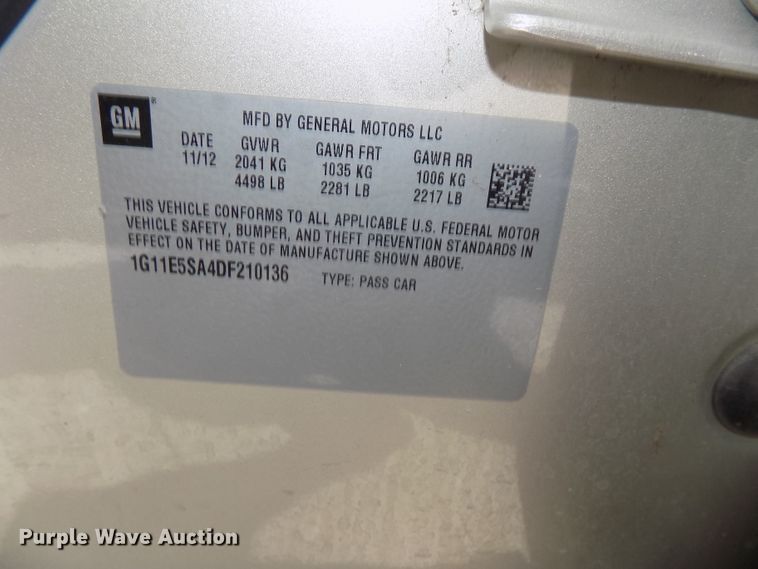 GM®
MFD BY GENERAL MOTORS LLC
DATE GVWR GAWR FRT GAWR RR
11/12 2041 KG 1035 KG 1006 KG
4498 LB 2281 LB 2217 LB
THIS VEHICLE CONFORMS TO ALL APPLICABLE U.S. FEDERAL MOTOR
VEHICLE SAFETY, BUMPER, AND THEFT PREVENTION STANDARDS IN
EFFECT ON THE DATE OF MANUFACTURE SHOWN ABOVE.
1G11E5SA4DF210136 TYPE: PASS CAR
Purple Wave Auction